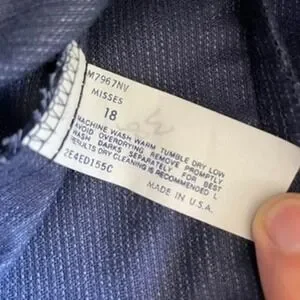 M7967NV
MISSES
18
MACHINE WASH WARM TUMBLE DRY LOW
AVOID OVERDRYING REMOVE PROMPTLY
WASH DARKS SEPARATELY FOR BEST
RESULTS DRY CLEANING IS RECOMMENDED L
2E4ED155C
MADE IN U.S.A.